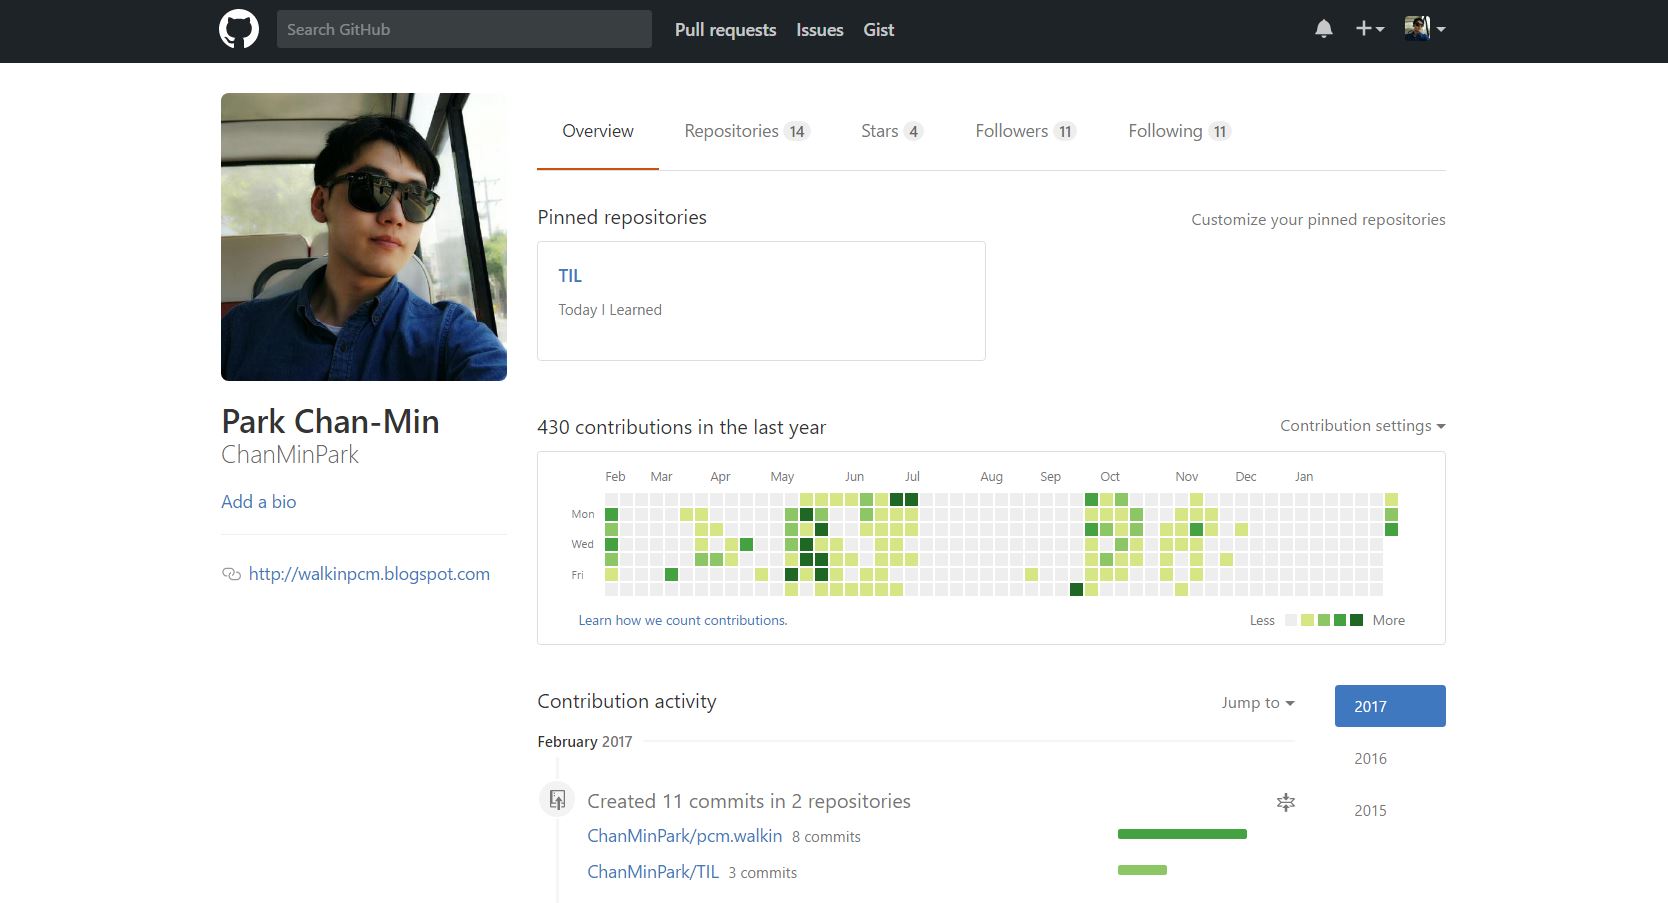 Search GitHub
Pull requests Issues Gist
Overview Repositories 14 Stars 4 Followers 11 Following 11
Pinned repositories
Customize your pinned repositories
TIL
Today I Learned
Park Chan-Min
ChanMinPark
Add a bio
http://walkinpcm.blogspot.com
430 contributions in the last year
Contribution settings
Feb Mar Apr May Jun Jul Aug Sep Oct Nov Dec Jan
Mon
Wed
Fri
Learn how we count contributions.
Less More
Contribution activity
Jump to
2017
2016
2015
February 2017
Created 11 commits in 2 repositories
ChanMinPark/pcm.walkin 8 commits
ChanMinPark/TIL 3 commits